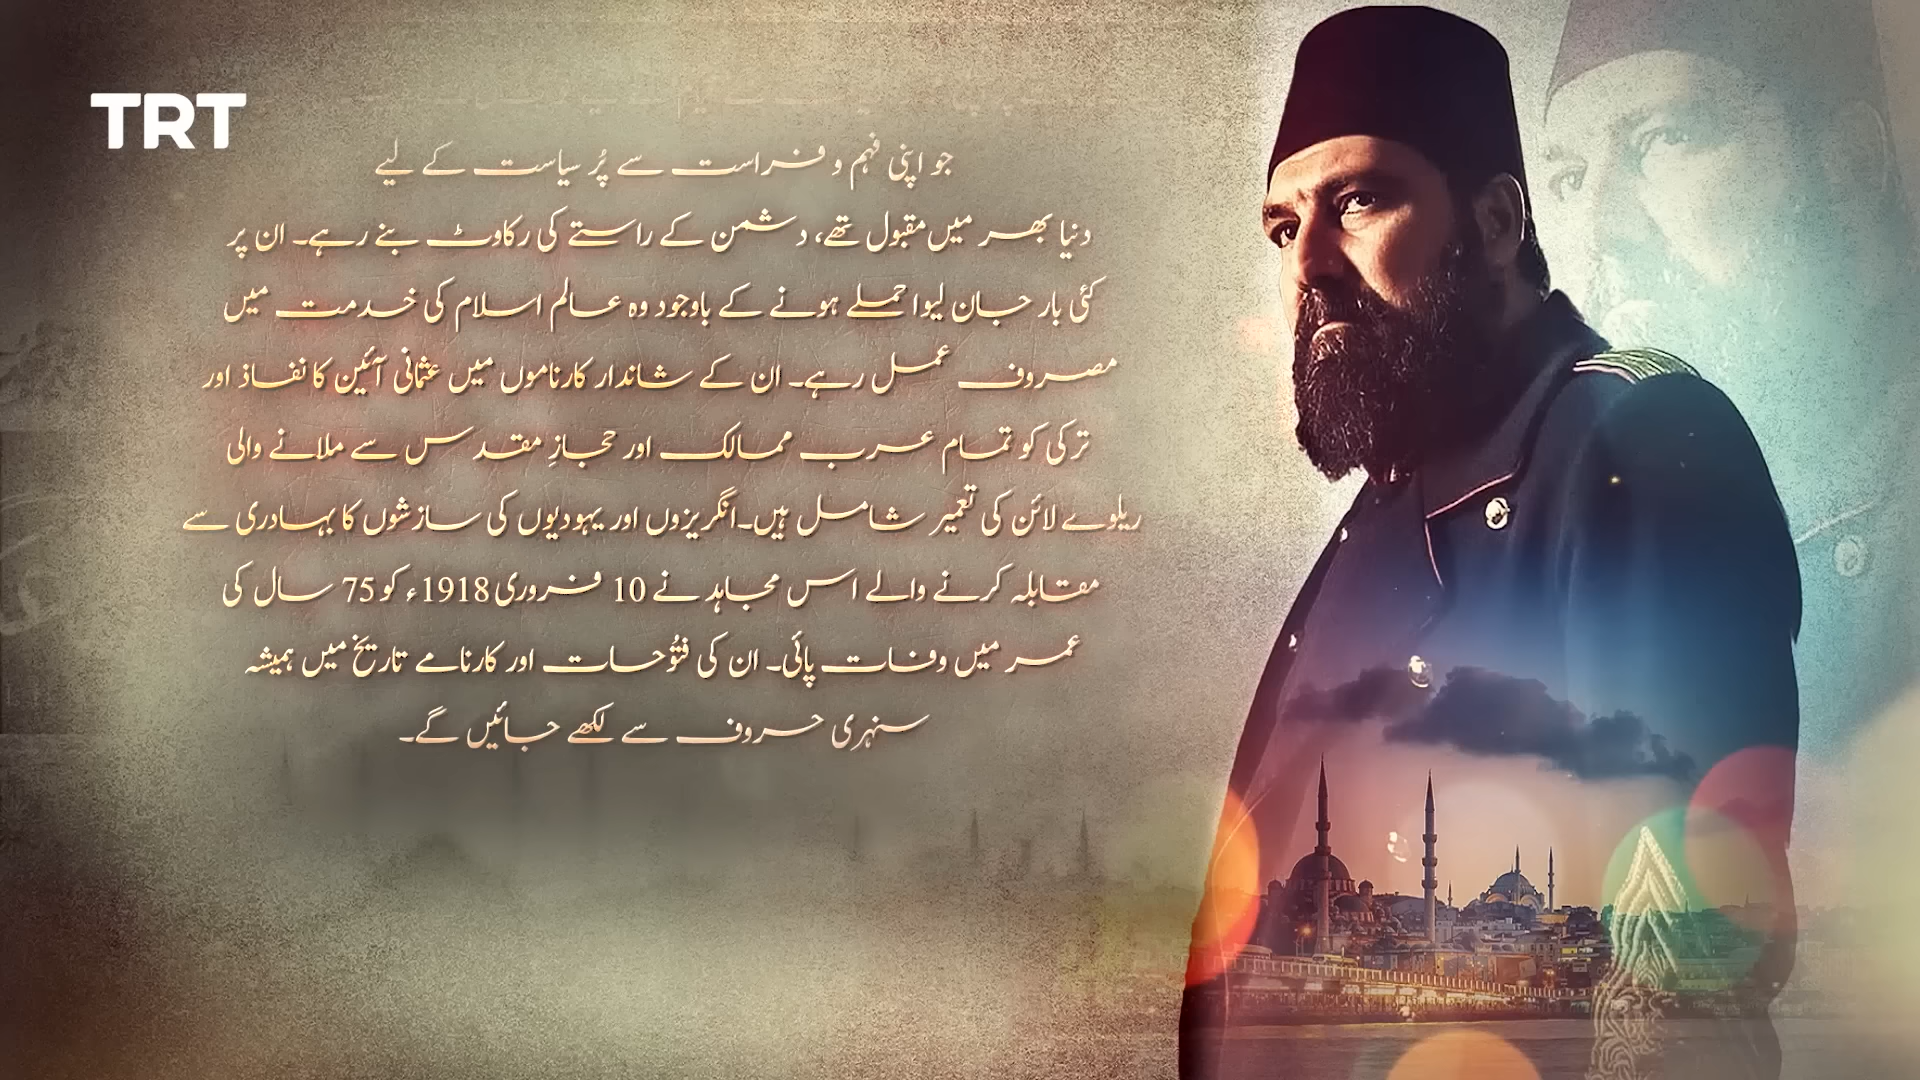 TRT
جو اپنی فہم و فراست سے پُر سیاست کے لیے
دنیا بھر میں مقبول تھے، دشمن کے راستے کی رکاوٹ بنے رہے۔ ان پر
کئی بار جان لیوا حملے ہونے کے باوجود وہ عالم اسلام کی خدمت میں
مصروف عمل رہے۔ ان کے شاندار کارناموں میں عثمانی آئین کا نفاذ اور
ترکی کو تمام عرب ممالک اور حجازِ مقدس سے ملانے والی
ریلوے لائن کی تعمیر شامل ہیں۔انگریزوں اور یہودیوں کی سازشوں کا بہادری سے
مقابلہ کرنے والے اس مجاہد نے 10 فروری 1918ء کو 75 سال کی
عمر میں وفات پائی۔ ان کی فتُوحات اور کارنامے تاریخ میں ہمیشہ
سنہری حروف سے لکھے جائیں گے۔